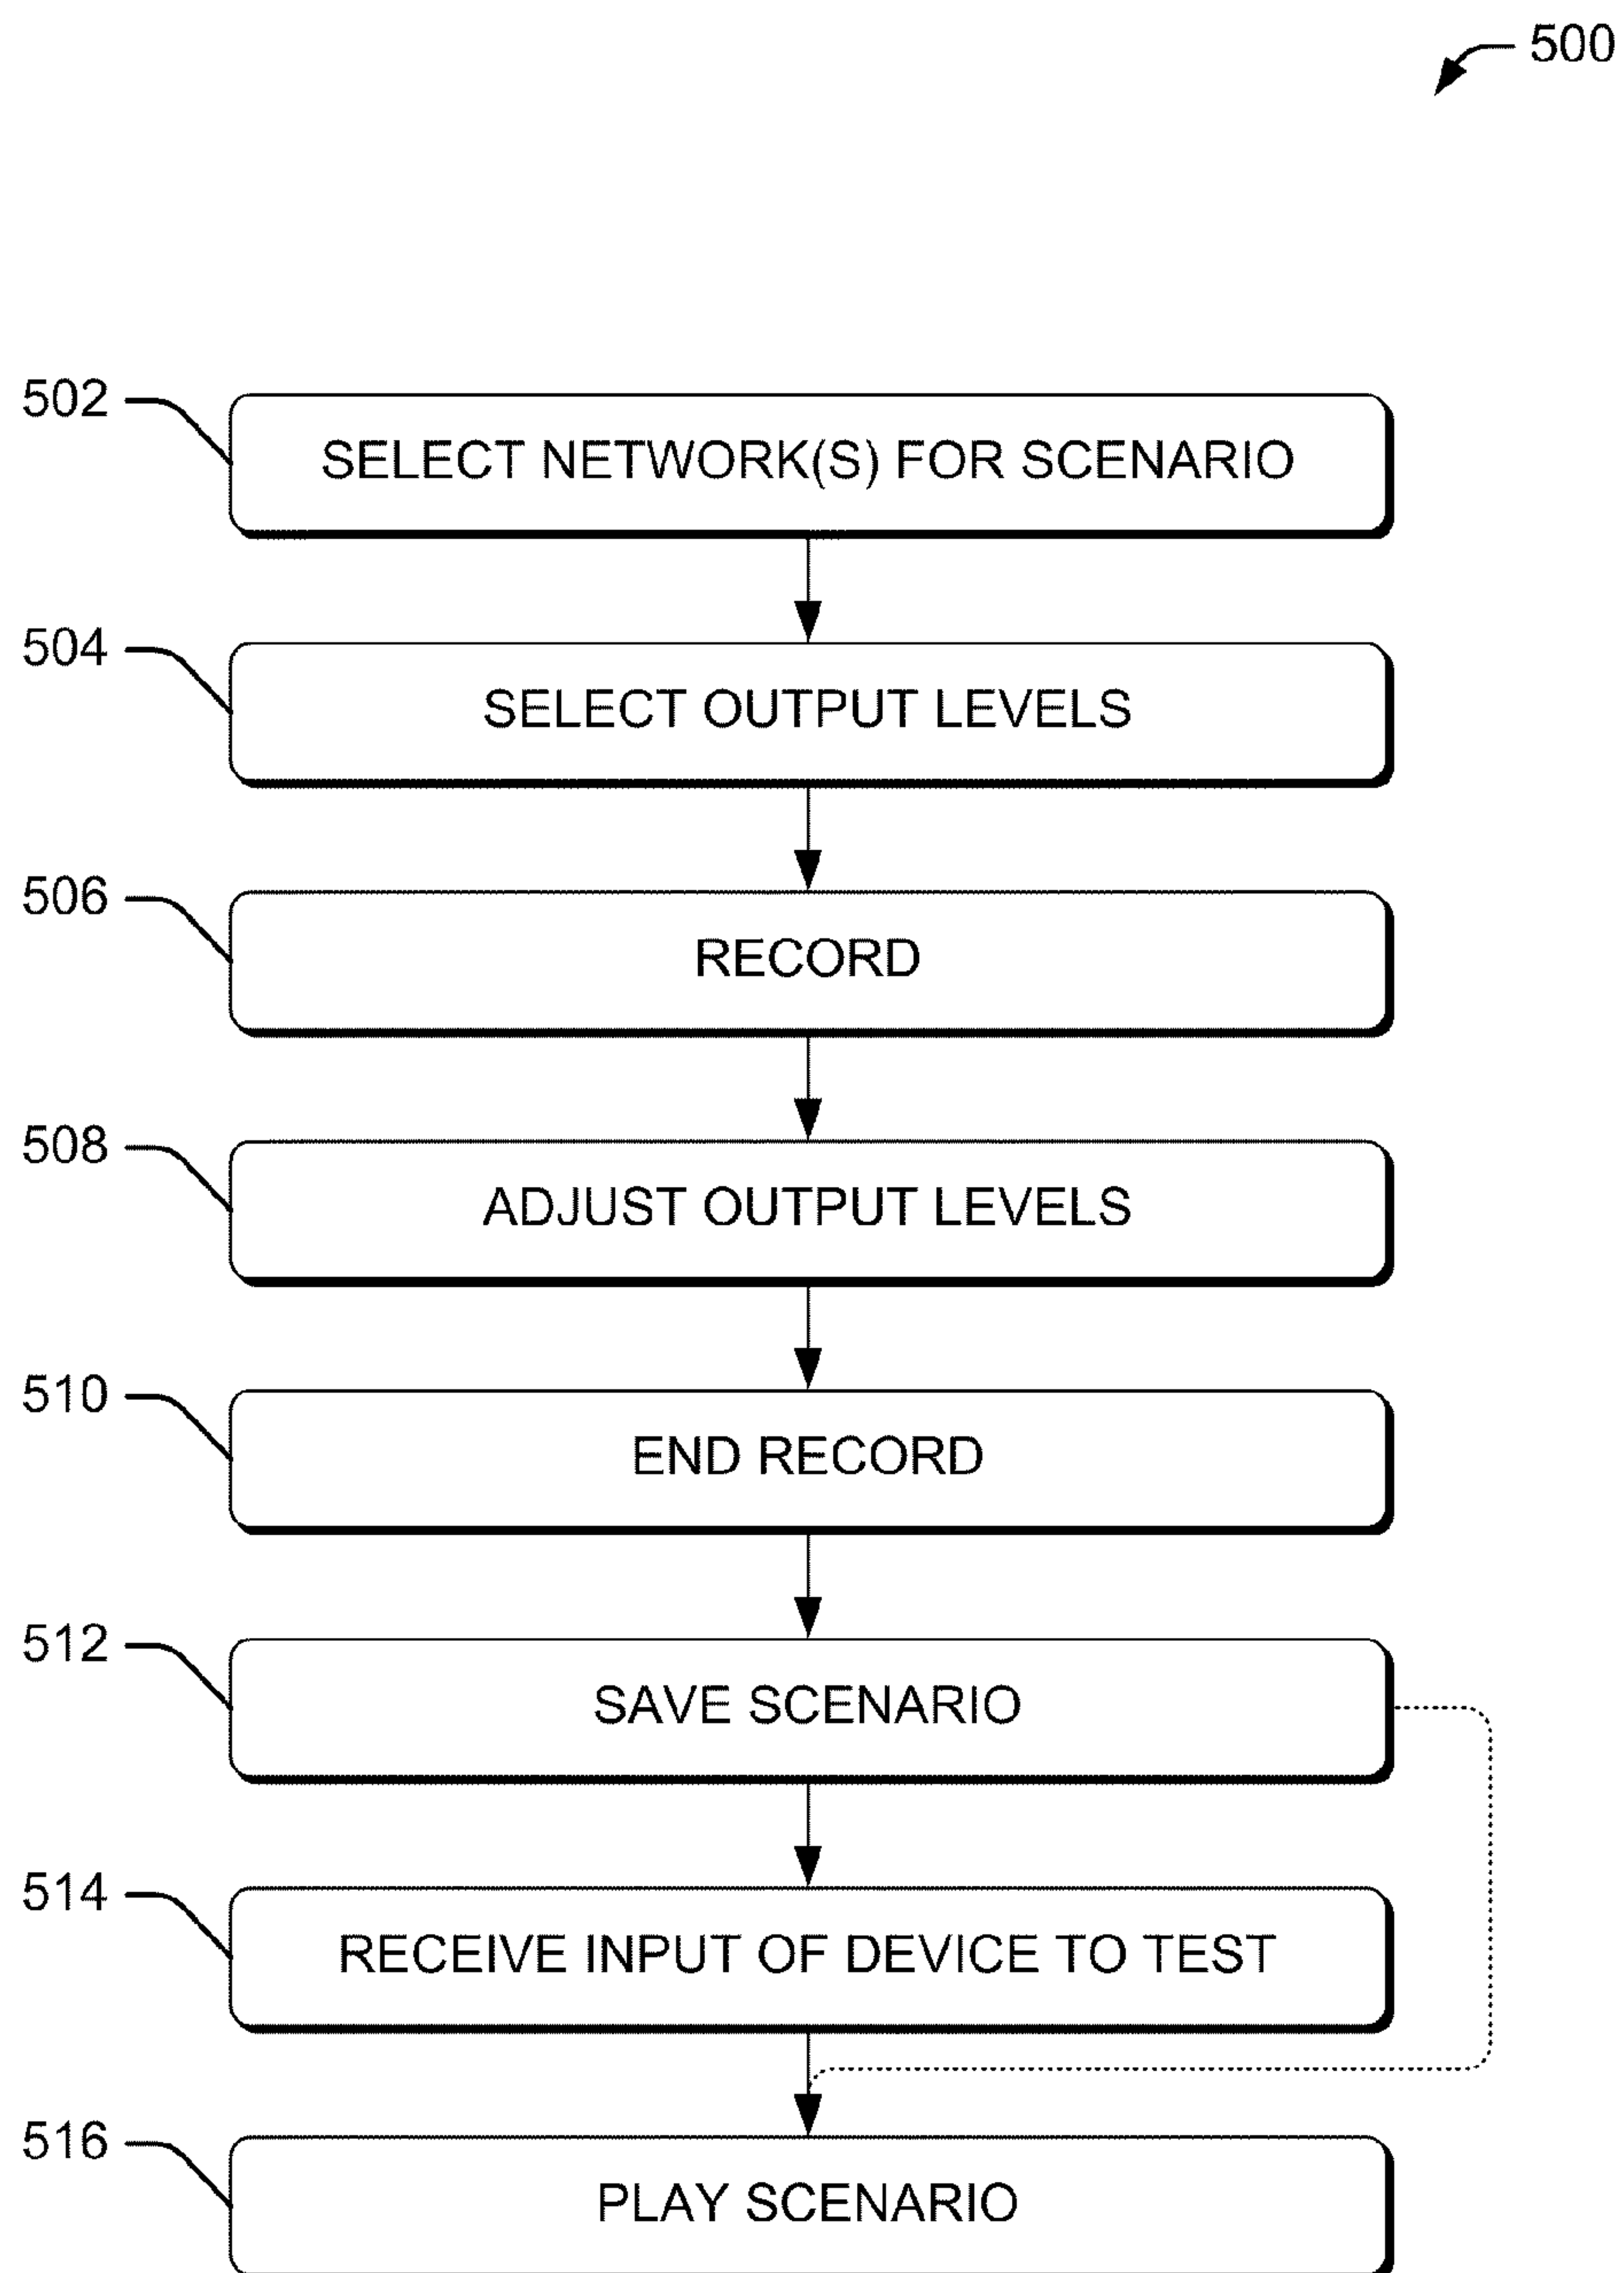 500
502
SELECT NETWORK(S) FOR SCENARIO
504
SELECT OUTPUT LEVELS
506
RECORD
508
ADJUST OUTPUT LEVELS
510
END RECORD
512
SAVE SCENARIO
514
RECEIVE INPUT OF DEVICE TO TEST
516
PLAY SCENARIO